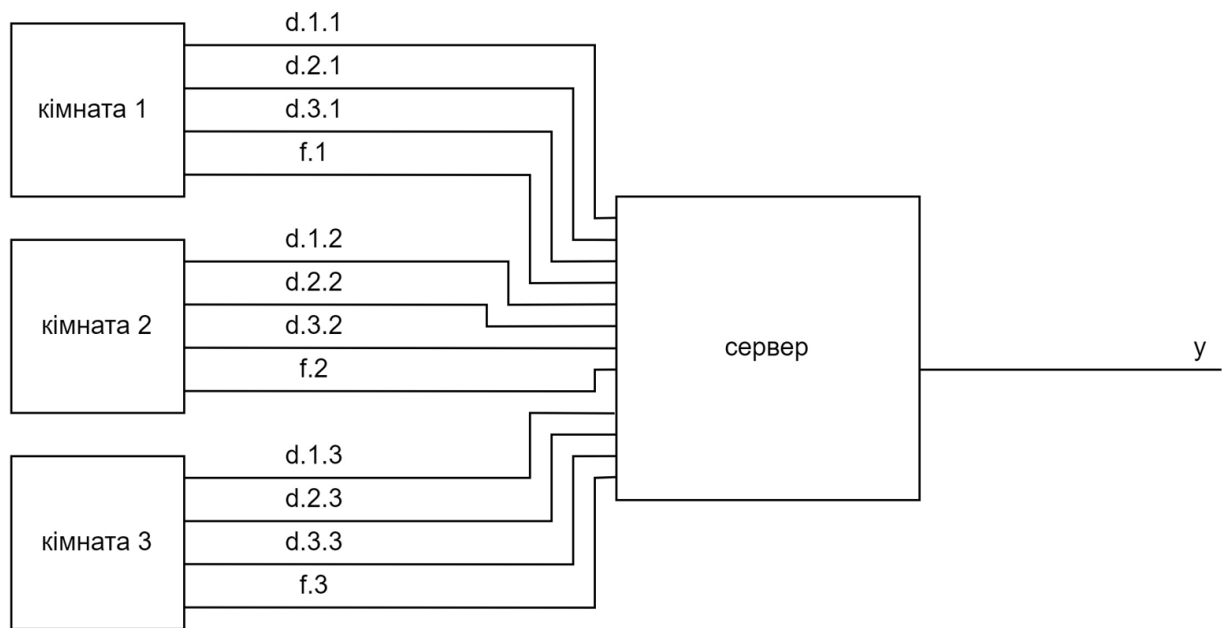 d.1.1
d.2.1
d.3.1
f.1
кімната 1
d.1.2
d.2.2
d.3.2
f.2
кімната 2
d.1.3
d.2.3
d.3.3
f.3
кімната 3
сервер
y